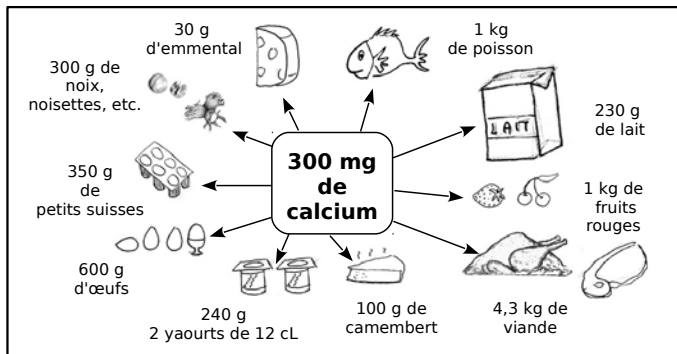 30 g
d'emmental
1 kg
de poisson
300 g de
noix,
noisettes, etc.
LAIT
230 g
de lait
300 mg
de
calcium
350 g
de
petits suisses
1 kg de
fruits
rouges
600 g
d'œufs
240 g
2 yaourts de 12 cL
100 g de
camembert
4,3 kg de
viande